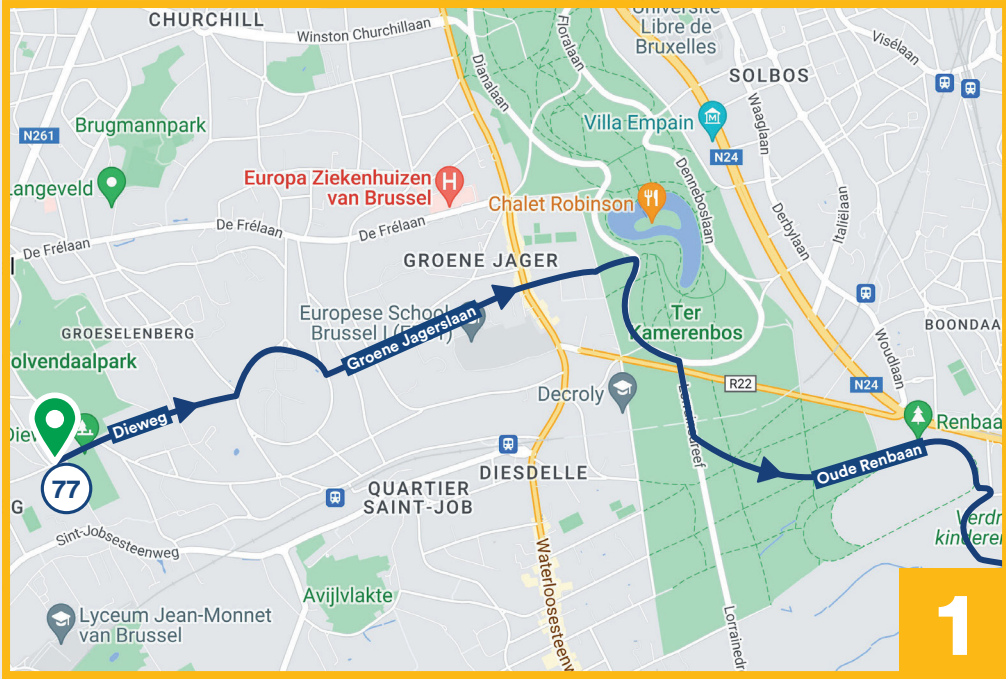 CHURCHILL
Winston Churchillaan
Université
Libre de
Bruxelles
Visélaan
Dianalaan
Floralaan
SOLBOS
Waaglaan
N261
Brugmannpark
Villa Empain
N24
Langeveld
Europa Ziekenhuizen
van Brussel
H
Chalet Robinson
Denneboslaan
Derbylaan
Italiëlaan
De Frélaan
De Frélaan
De Frélaan
GROENE JAGER
Europese School
Brussel I
Groene Jagerslaan
Ter
Kamerenbos
GROESELENBERG
olvendaalpark
BOONDAA
Woudlaan
R22
N24
Decroly
Dieweg
Renbaa
Lorrainedreef
Oude Renbaan
77
G
DIESDELLE
QUARTIER
SAINT-JOB
Sint-Jobsesteenweg
Verdr
kinderen
Waterloosesteenw
Avijlvlakte
Lyceum Jean-Monnet
van Brussel
Lorrainedr
1